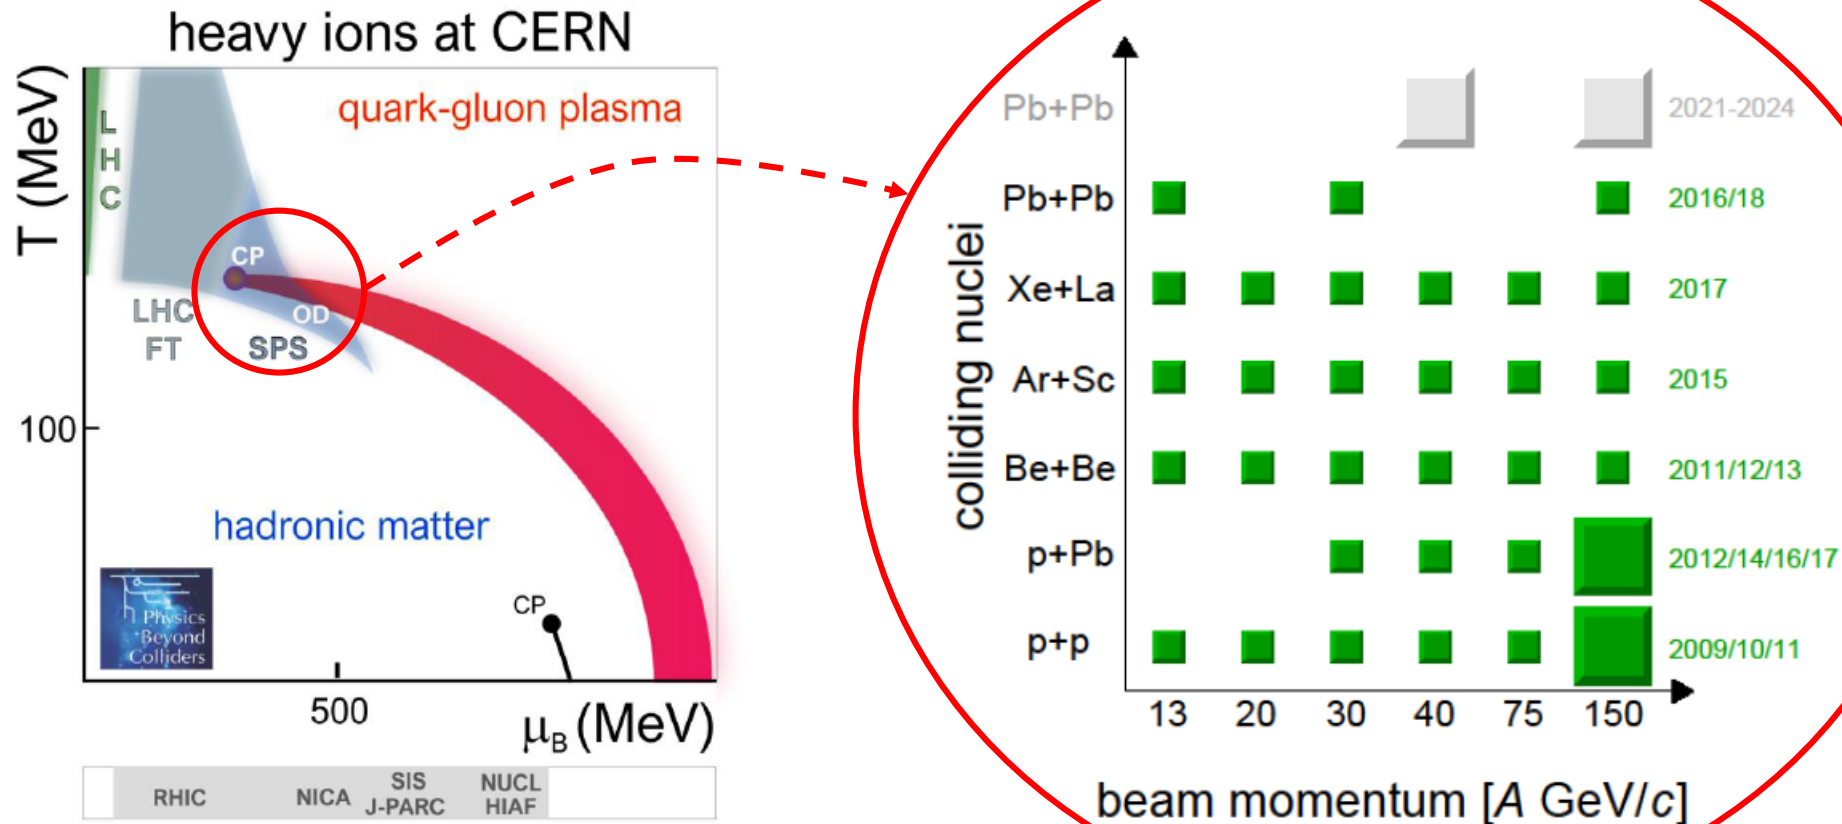 heavy ions at CERN
T (MeV)
L
H
C
quark-gluon plasma
CP
OD
LHC
FT
SPS
100
hadronic matter
Physics
Beyond
Colliders
CP
500
μB (MeV)
RHIC
NICA
SIS
J-PARC
NUCL
HIAF
colliding nuclei
Pb+Pb 2021-2024
Pb+Pb 2016/18
Xe+La 2017
Ar+Sc 2015
Be+Be 2011/12/13
p+Pb 2012/14/16/17
p+p 2009/10/11
13 20 30 40 75 150
beam momentum [A GeV/c]